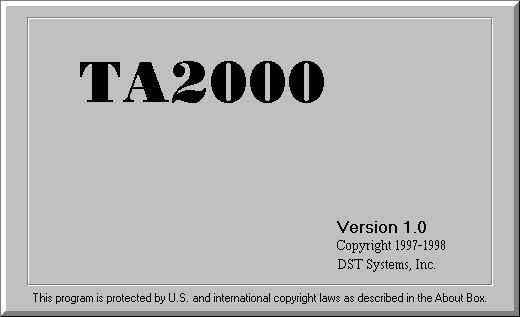 TA2000
Version 1.0
Copyright 1997-1998
DST Systems, Inc.
This program is protected by U.S. and international copyright laws as described in the About Box.